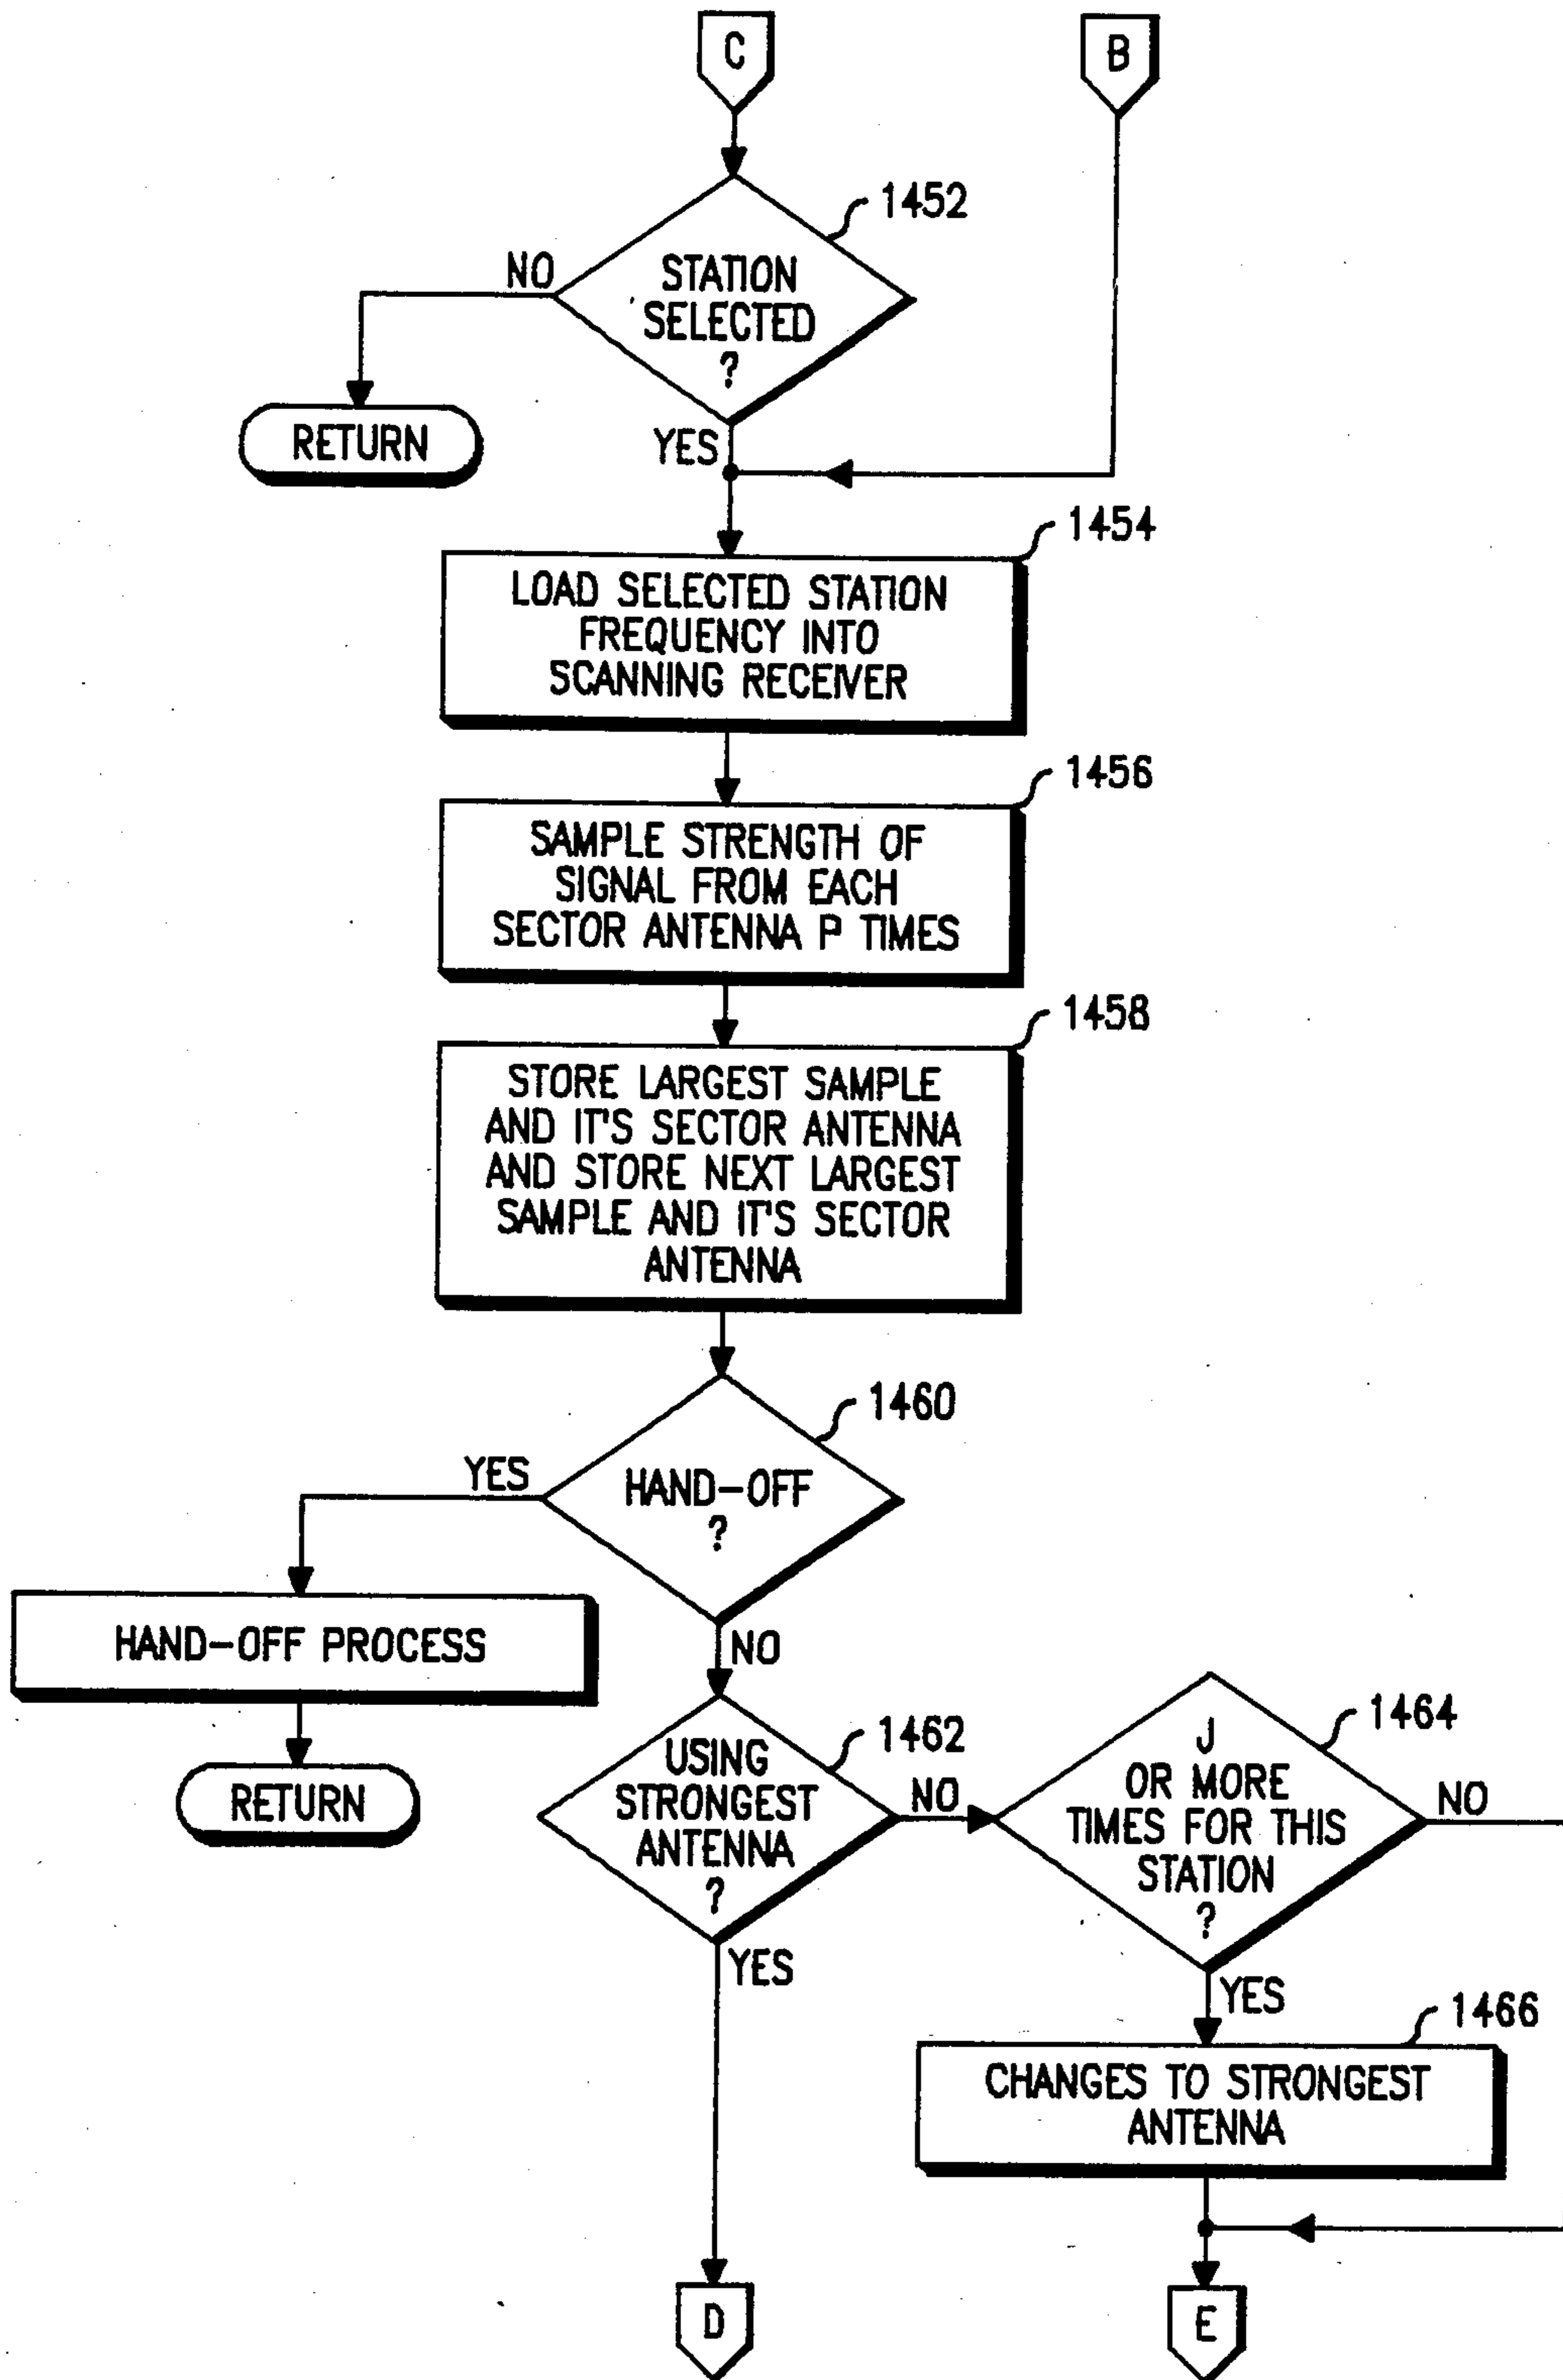 C
B
1452
NO
STATION
SELECTED
?
RETURN
YES
1454
LOAD SELECTED STATION
FREQUENCY INTO
SCANNING RECEIVER
1456
SAMPLE STRENGTH OF
SIGNAL FROM EACH
SECTOR ANTENNA P TIMES
1458
STORE LARGEST SAMPLE
AND IT'S SECTOR ANTENNA
AND STORE NEXT LARGEST
SAMPLE AND IT'S SECTOR
ANTENNA
1460
YES
HAND-OFF
?
HAND-OFF PROCESS
NO
RETURN
1462
USING
STRONGEST
ANTENNA
?
NO
1464
J
OR MORE
TIMES FOR THIS
STATION
?
NO
YES
YES
1466
CHANGES TO STRONGEST
ANTENNA
D
E